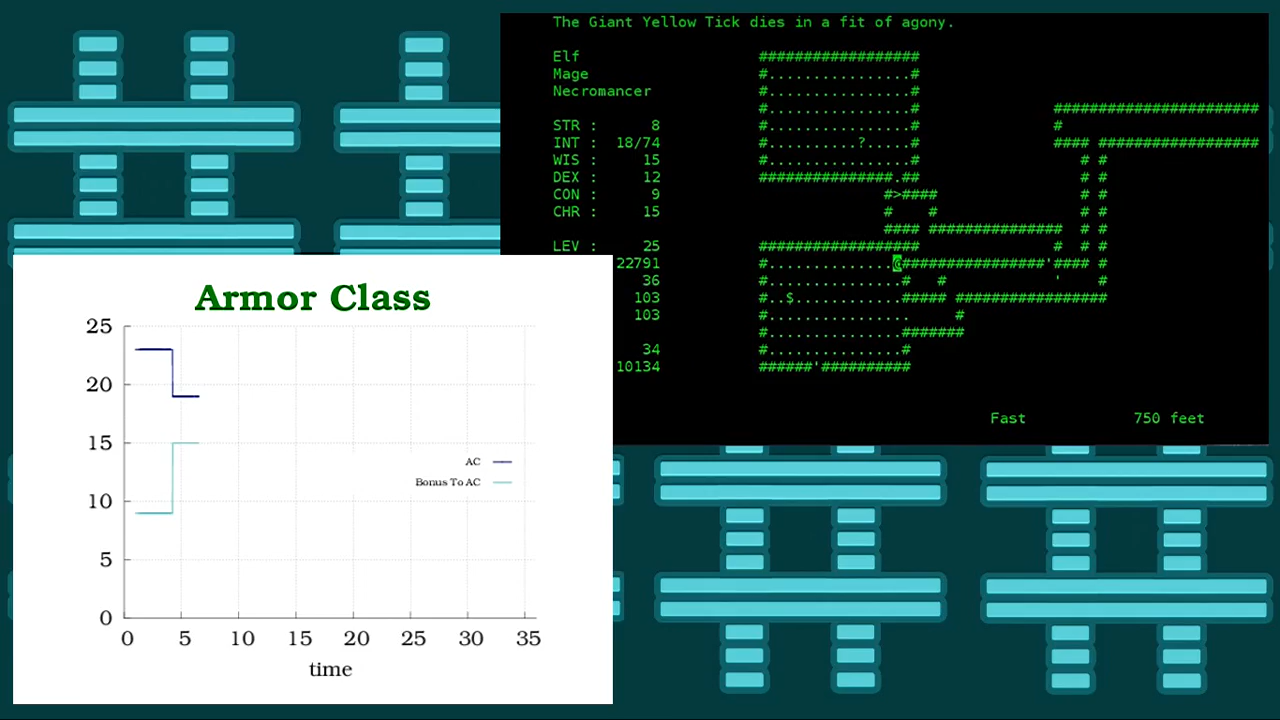 The Giant Yellow Tick dies in a fit of agony.
Elf
Mage
Necromancer
STR : 8
INT : 18/74
WIS : 15
DEX : 12
CON : 9
CHR : 15
LEV : 25
22791
36
103
103
34
10134
#################
#................#
#................#
#................#
#................#
#..........?.....#
#................#
###############.##
#>####
# #
#### ###############
##################
#..............@################'####
#...............# #
#..$............##### #################
#............... #
#...............#######
#...............#
######'##########
#######################
#
#### ##################
Fast 750 feet
Armor Class
25
20
15
10
5
0
AC
Bonus To AC
0 5 10 15 20 25 30 35
time